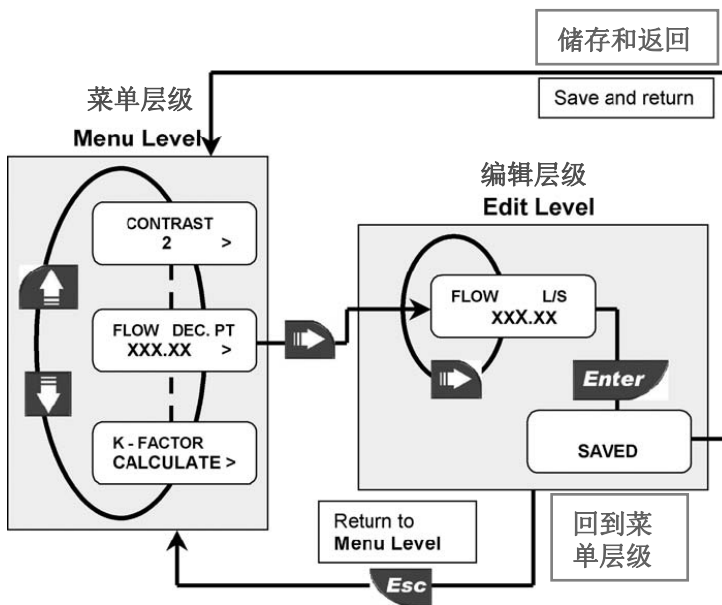 储存和返回
Save and return
菜单层级
Menu Level
CONTRAST
2 >
FLOW DEC. PT
XXX.XX >
K - FACTOR
CALCULATE >
编辑层级
Edit Level
FLOW L/S
XXX.XX
Enter
SAVED
Return to
Menu Level
Esc
回到菜
单层级